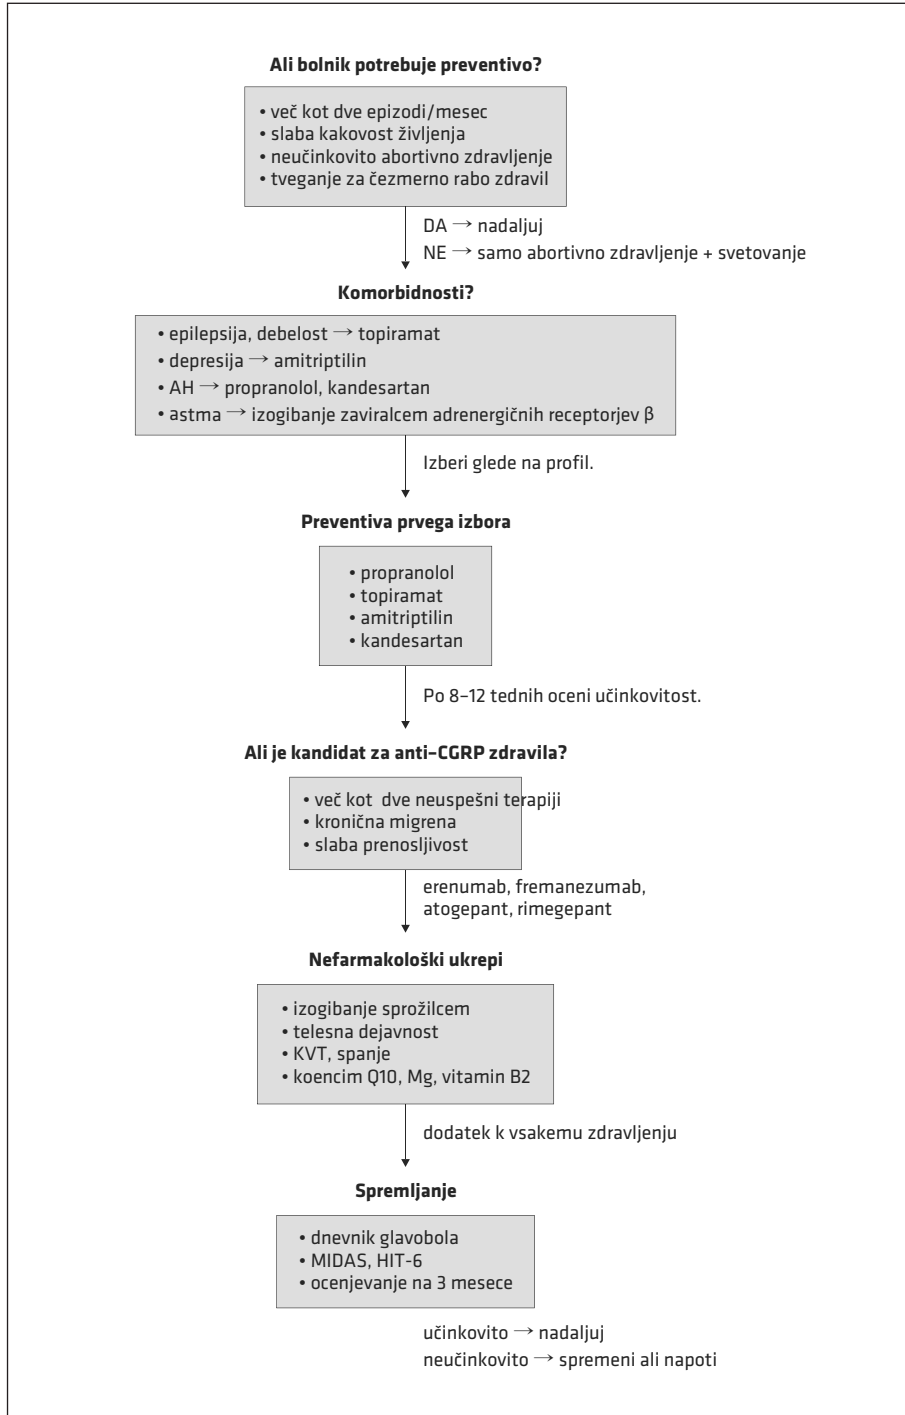 Ali bolnik potrebuje preventivo?
• več kot dve epizodi/mesec
• slaba kakovost življenja
• neučinkovito abortivno zdravljenje
• tveganje za čezmerno rabo zdravil
DA → nadaljuj
NE → samo abortivno zdravljenje + svetovanje
Komorbidnosti?
• epilepsija, debelost → topiramat
• depresija → amitriptilin
• AH → propranolol, kandesartan
• astma → izogibanje zaviralcem adrenergičnih receptorjev β
Izberi glede na profil.
Preventiva prvega izbora
• propranolol
• topiramat
• amitriptilin
• kandesartan
Po 8–12 tednih oceni učinkovitost.
Ali je kandidat za anti–CGRP zdravila?
• več kot dve neuspešni terapiji
• kronična migrena
• slaba prenosljivost
erenumab, fremanezumab,
atogepant, rimegepant
Nefarmakološki ukrepi
• izogibanje sprožilcem
• telesna dejavnost
• KVT, spanje
• koencim Q10, Mg, vitamin B2
dodatek k vsakemu zdravljenju
Spremljanje
• dnevnik glavobola
• MIDAS, HIT-6
• ocenjevanje na 3 mesece
učinkovito → nadaljuj
neučinkovito → spremeni ali napoti